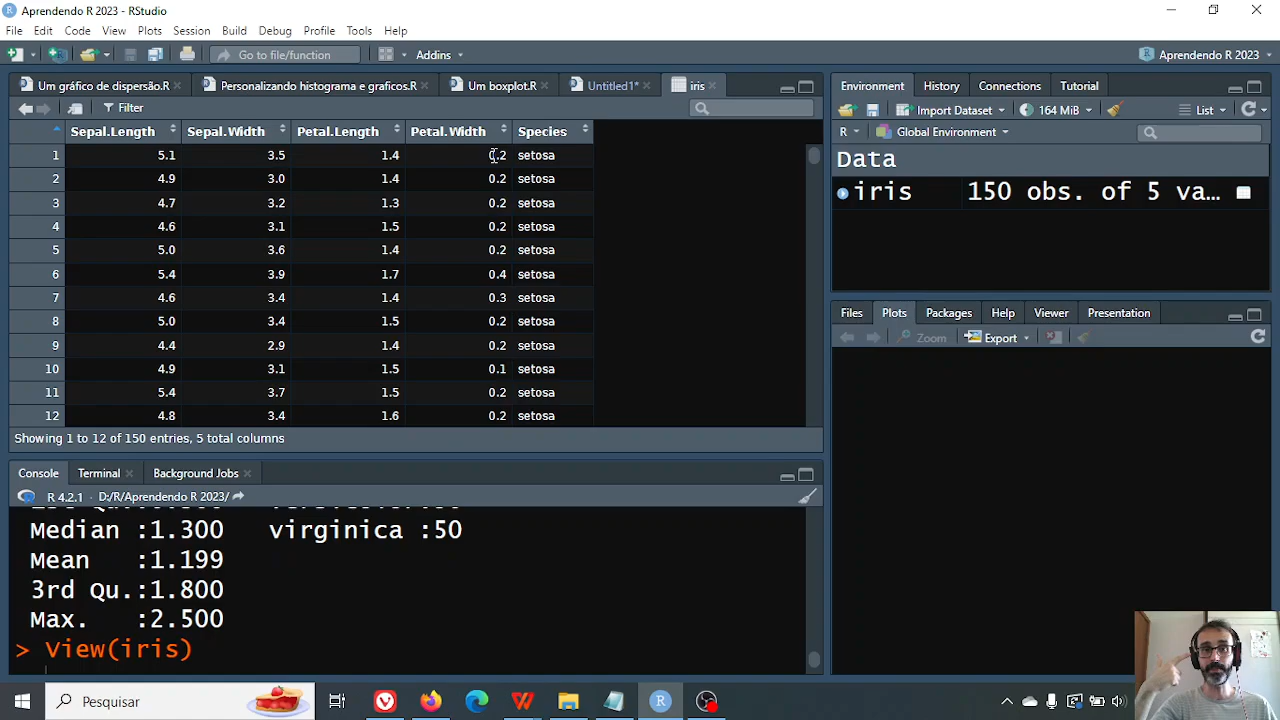 Aprendendo R 2023 - RStudio
File Edit Code View Plots Session Build Debug Profile Tools Help
Go to file/function Addins Aprendendo R 2023
Um gráfico de dispersão.R Personalizando histograma e graficos.R Um boxplot.R Untitled1* iris
Filter
Sepal.Length Sepal.Width Petal.Length Petal.Width Species
1 5.1 3.5 1.4 0.2 setosa
2 4.9 3.0 1.4 0.2 setosa
3 4.7 3.2 1.3 0.2 setosa
4 4.6 3.1 1.5 0.2 setosa
5 5.0 3.6 1.4 0.2 setosa
6 5.4 3.9 1.7 0.4 setosa
7 4.6 3.4 1.4 0.3 setosa
8 5.0 3.4 1.5 0.2 setosa
9 4.4 2.9 1.4 0.2 setosa
10 4.9 3.1 1.5 0.1 setosa
11 5.4 3.7 1.5 0.2 setosa
12 4.8 3.4 1.6 0.2 setosa
Showing 1 to 12 of 150 entries, 5 total columns
Console Terminal Background Jobs
R 4.2.1 · D:/R/Aprendendo R 2023/
Median :1.300 virginica :50
Mean :1.199
3rd Qu.:1.800
Max. :2.500
> View(iris)
Environment History Connections Tutorial
Import Dataset 164 MiB List
R Global Environment
Data
iris 150 obs. of 5 va…
Files Plots Packages Help Viewer Presentation
Zoom Export
Pesquisar